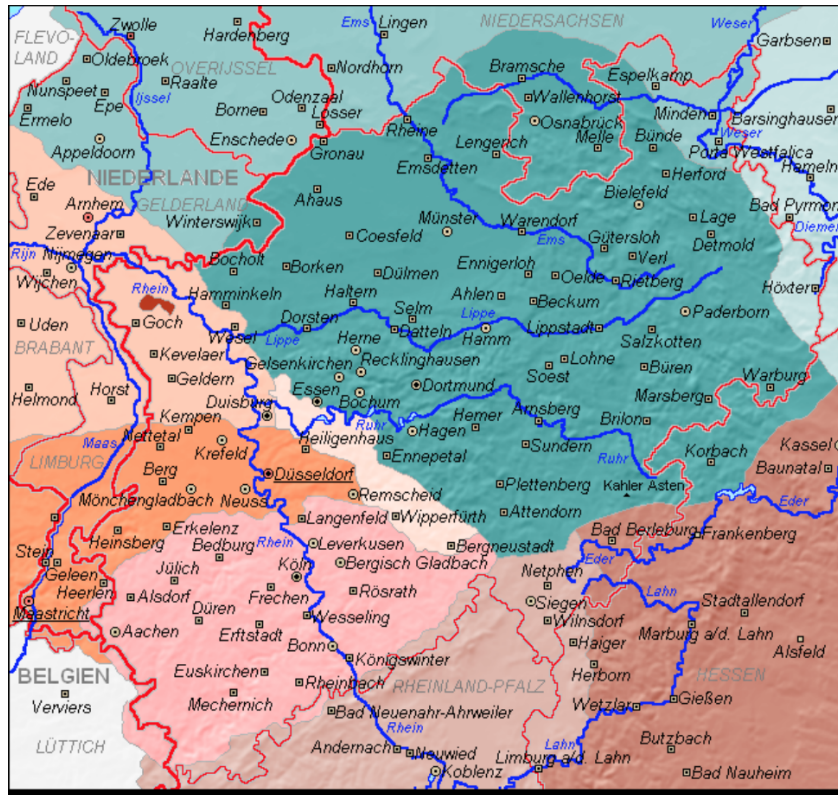 Zwolle
Ems
Lingen
NIEDERSACHSEN
Weser
FLEVO-
LAND
Hardenberg
Garbsen
Oldebroek
OVERIJSSEL
Nordhorn
Bramsche
Espelkamp
Nunspeet
Raalte
Epe
Ijssel
Wallenhorst
Ermelo
Borne
Odenzaal
Losser
Rheine
Osnabrück
Minden
Barsinghausen
Appeldoorn
Enschede
Gronau
Lengerich
Melle
Bünde
Weser
Porta Westfalica
Emsdetten
Hameln
NIEDERLANDE
Herford
Ede
Arnhem
GELDERLAND
Ahaus
Bielefeld
Bad Pyrmont
Zevenaar
Winterswijk
Münster
Warendorf
Lage
Diemel
Coesfeld
Ems
Gütersloh
Detmold
Rijn
Nijmegen
Verl
Wijchen
Bocholt
Borken
Dülmen
Ennigerloh
Oelde
Rietberg
Höxter
Rhein
Hamminkeln
Haltern
Ahlen
Beckum
Selm
Lippe
Paderborn
Uden
Goch
Wesel
Dorsten
Datteln
Hamm
Lippstadt
Salzkotten
BRABANT
Lippe
Herne
Kevelaer
Gelsenkirchen
Recklinghausen
Lohne
Büren
Helmond
Horst
Geldern
Essen
Dortmund
Soest
Warburg
Duisburg
Bochum
Marsberg
Kempen
Ruhr
Hagen
Hemer
Arnsberg
Brilon
Maas
Nettetal
Krefeld
Heiligenhaus
Ennepetal
Sundern
Kassel
LIMBURG
Berg
Düsseldorf
Ruhr
Korbach
Baunatal
Mönchengladbach
Neuss
Remscheid
Plettenberg
Kahler Asten
Eder
Langenfeld
Wipperfürth
Attendorn
Heinsberg
Erkelenz
Bad Berleburg
Frankenberg
Stein
Bedburg
Rhein
Leverkusen
Bergneustadt
Geleen
Jülich
Köln
Bergisch Gladbach
Netphen
Eder
Heerlen
Alsdorf
Frechen
Rösrath
Lahn
Maastricht
Düren
Wesseling
Siegen
Stadtallendorf
Aachen
Erftstadt
Wilnsdorf
Marburg a/d. Lahn
Bonn
Haiger
Alsfeld
BELGIEN
Euskirchen
Königswinter
Herborn
HESSEN
Verviers
Rheinbach
RHEINLAND-PFALZ
Mechernich
Wetzlar
Gießen
Bad Neuenahr-Ahrweiler
LÜTTICH
Rhein
Andernach
Neuwied
Lahn
Butzbach
Limburg a/d. Lahn
Koblenz
Bad Nauheim